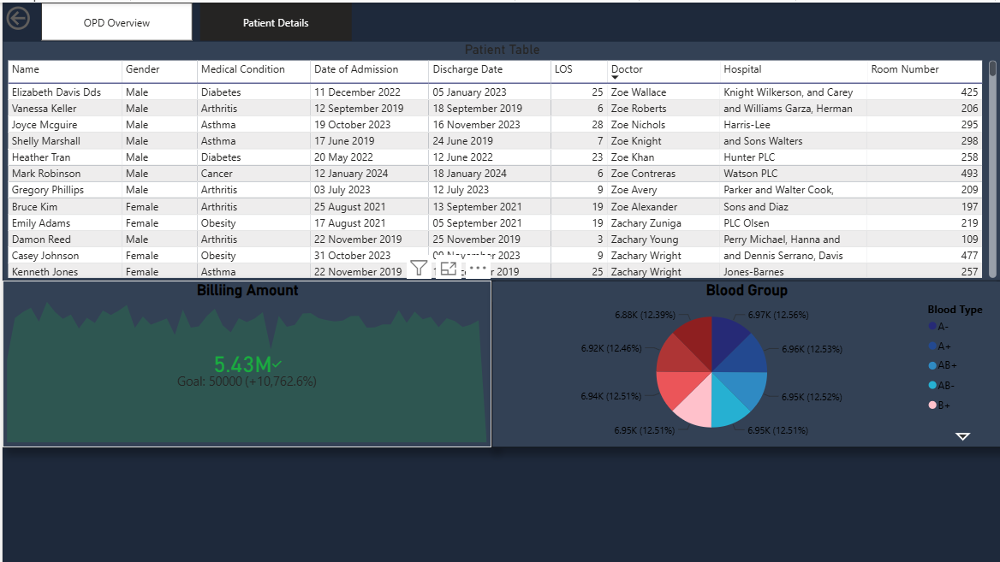 OPD Overview Patient Details
Patient Table
Name Gender Medical Condition Date of Admission Discharge Date LOS Doctor Hospital Room Number
Elizabeth Davis Dds Male Diabetes 11 December 2022 05 January 2023 25 Zoe Wallace Knight Wilkerson, and Carey 425
Vanessa Keller Male Arthritis 12 September 2019 18 September 2019 6 Zoe Roberts and Williams Garza, Herman 206
Joyce Mcguire Male Asthma 19 October 2023 16 November 2023 28 Zoe Nichols Harris-Lee 295
Shelly Marshall Male Asthma 17 June 2019 24 June 2019 7 Zoe Knight and Sons Walters 298
Heather Tran Male Diabetes 20 May 2022 12 June 2022 23 Zoe Khan Hunter PLC 258
Mark Robinson Male Cancer 12 January 2024 18 January 2024 6 Zoe Contreras Watson PLC 493
Gregory Phillips Male Arthritis 03 July 2023 12 July 2023 9 Zoe Avery Parker and Walter Cook, 209
Bruce Kim Female Arthritis 25 August 2021 13 September 2021 19 Zoe Alexander Sons and Diaz 197
Emily Adams Female Obesity 17 August 2021 05 September 2021 19 Zachary Zuniga PLC Olsen 219
Damon Reed Male Arthritis 22 November 2019 25 November 2019 3 Zachary Young Perry Michael, Hanna and 109
Casey Johnson Female Obesity 31 October 2023 09 November 2023 9 Zachary Wright and Dennis Serrano, Davis 477
Kenneth Jones Female Asthma 22 November 2019 2019 25 Zachary Wright Jones-Barnes 257
Billiing Amount
5.43M
Goal: 50000 (+10,762.6%)
Blood Group
6.88K (12.39%) 6.97K (12.56%)
6.92K (12.46%) 6.96K (12.53%)
6.94K (12.51%) 6.95K (12.52%)
6.95K (12.51%) 6.95K (12.51%)
Blood Type
A-
A+
AB+
AB-
B+